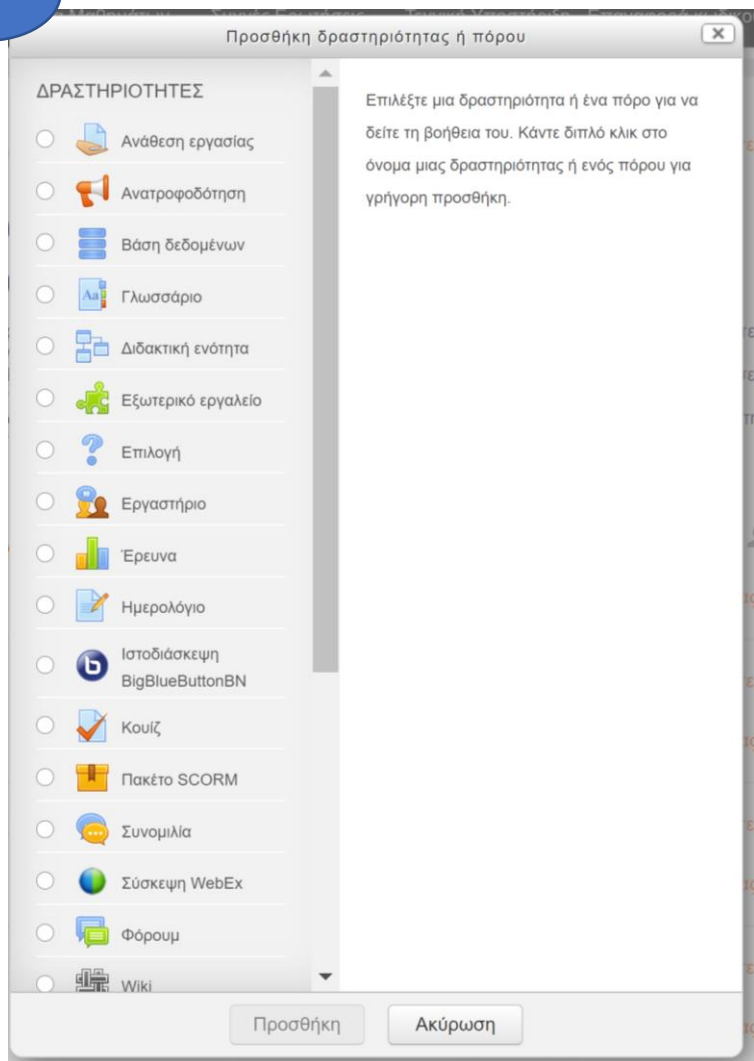 Προσθήκη δραστηριότητας ή πόρου
ΔΡΑΣΤΗΡΙΟΤΗΤΕΣ
Ανάθεση εργασίας
Ανατροφοδότηση
Βάση δεδομένων
Γλωσσάριο
Διδακτική ενότητα
Εξωτερικό εργαλείο
Επιλογή
Εργαστήριο
Έρευνα
Ημερολόγιο
Ιστοδιάσκεψη
BigBlueButtonBN
Κουίζ
Πακέτο SCORM
Συνομιλία
Σύσκεψη WebEx
Φόρουμ
Wiki
Επιλέξτε μια δραστηριότητα ή ένα πόρο για να
δείτε τη βοήθεια του. Κάντε διπλό κλικ στο
όνομα μιας δραστηριότητας ή ενός πόρου για
γρήγορη προσθήκη.
Προσθήκη
Ακύρωση